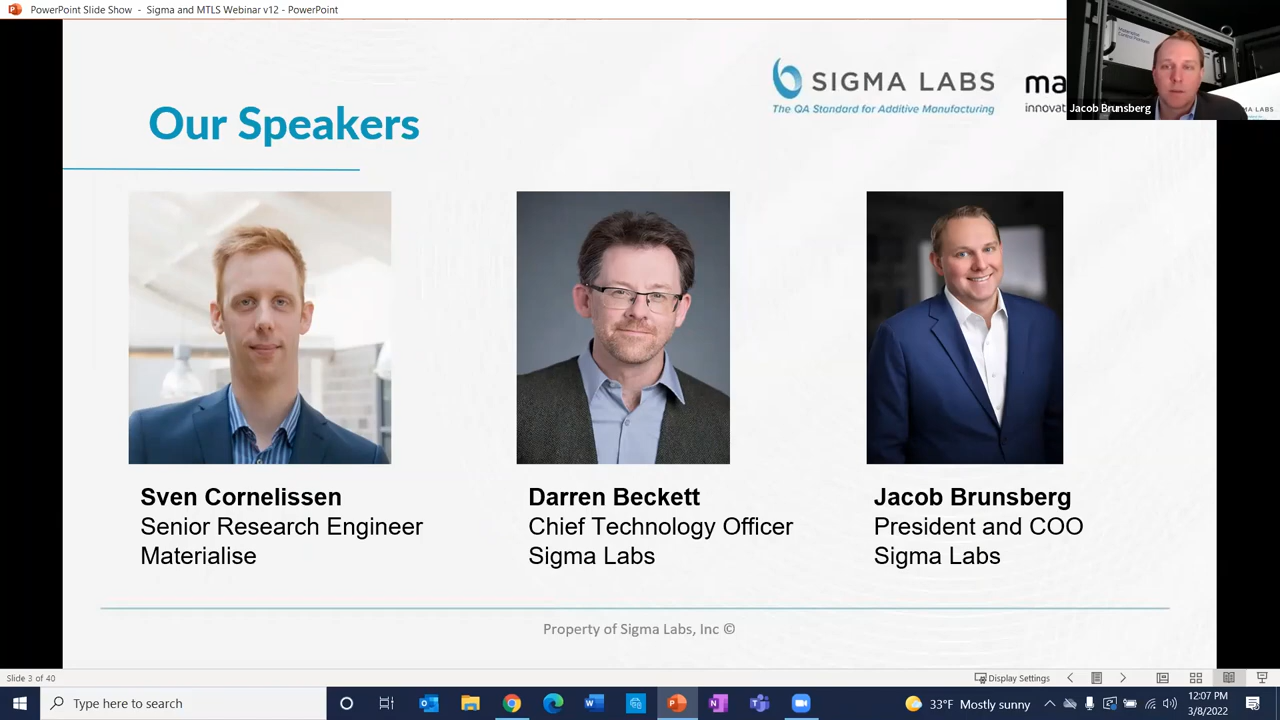 PowerPoint Slide Show - Sigma and MTLS Webinar v12 - PowerPoint
SIGMA LABS
The QA Standard for Additive Manufacturing
ma
innovat
Jacob Brunsberg
Our Speakers
Sven Cornelissen
Senior Research Engineer
Materialise
Darren Beckett
Chief Technology Officer
Sigma Labs
Jacob Brunsberg
President and COO
Sigma Labs
Property of Sigma Labs, Inc ©
Slide 3 of 40
Display Settings
Type here to search
33°F Mostly sunny
12:07 PM
3/8/2022